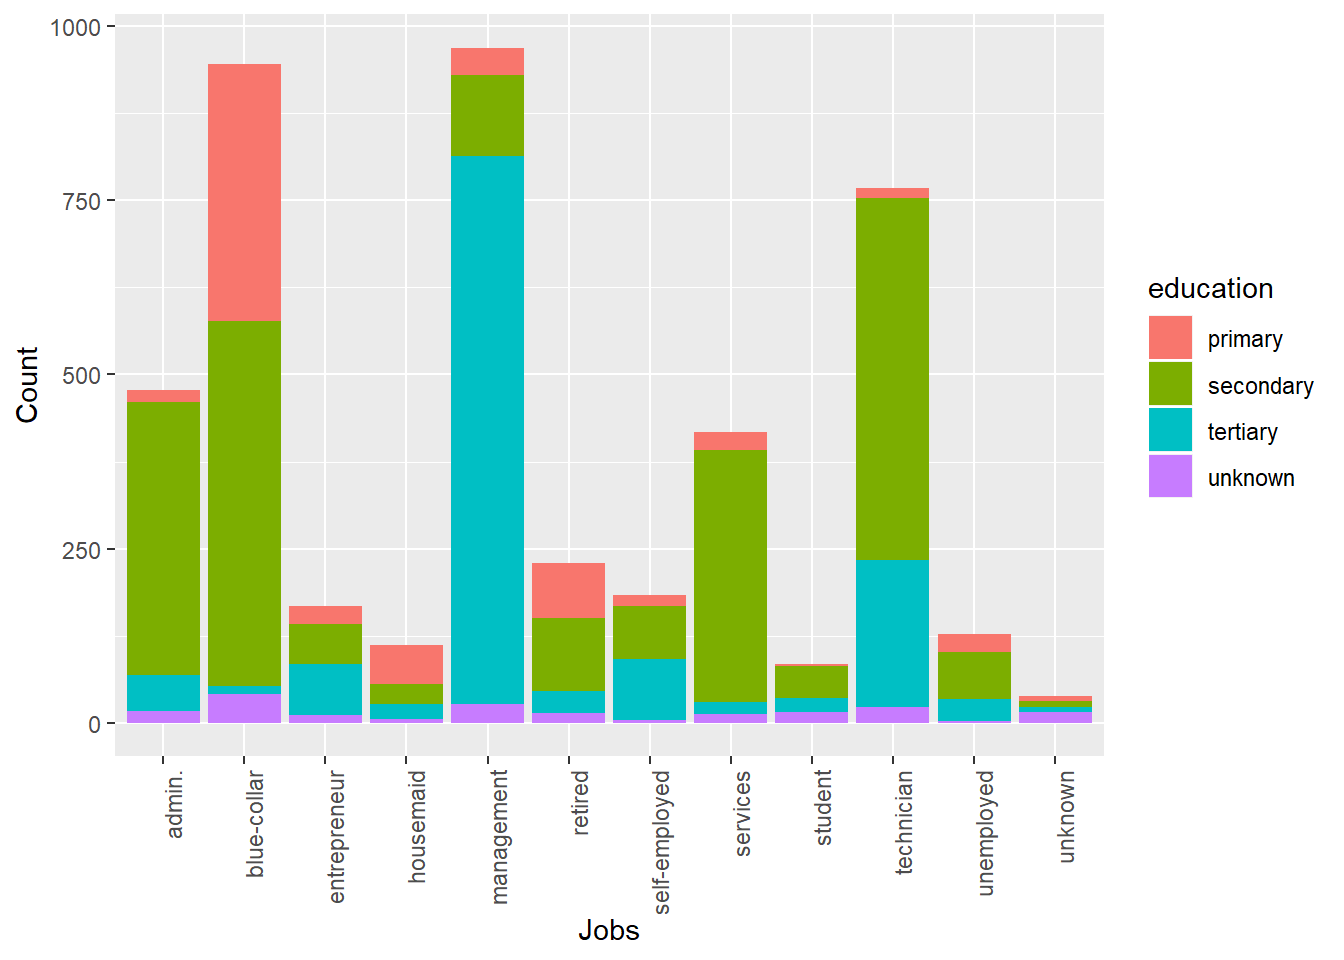 1000
750
500
250
0
Count
admin.
blue-collar
entrepreneur
housemaid
management
retired
self-employed
services
student
technician
unemployed
unknown
Jobs
education
primary
secondary
tertiary
unknown